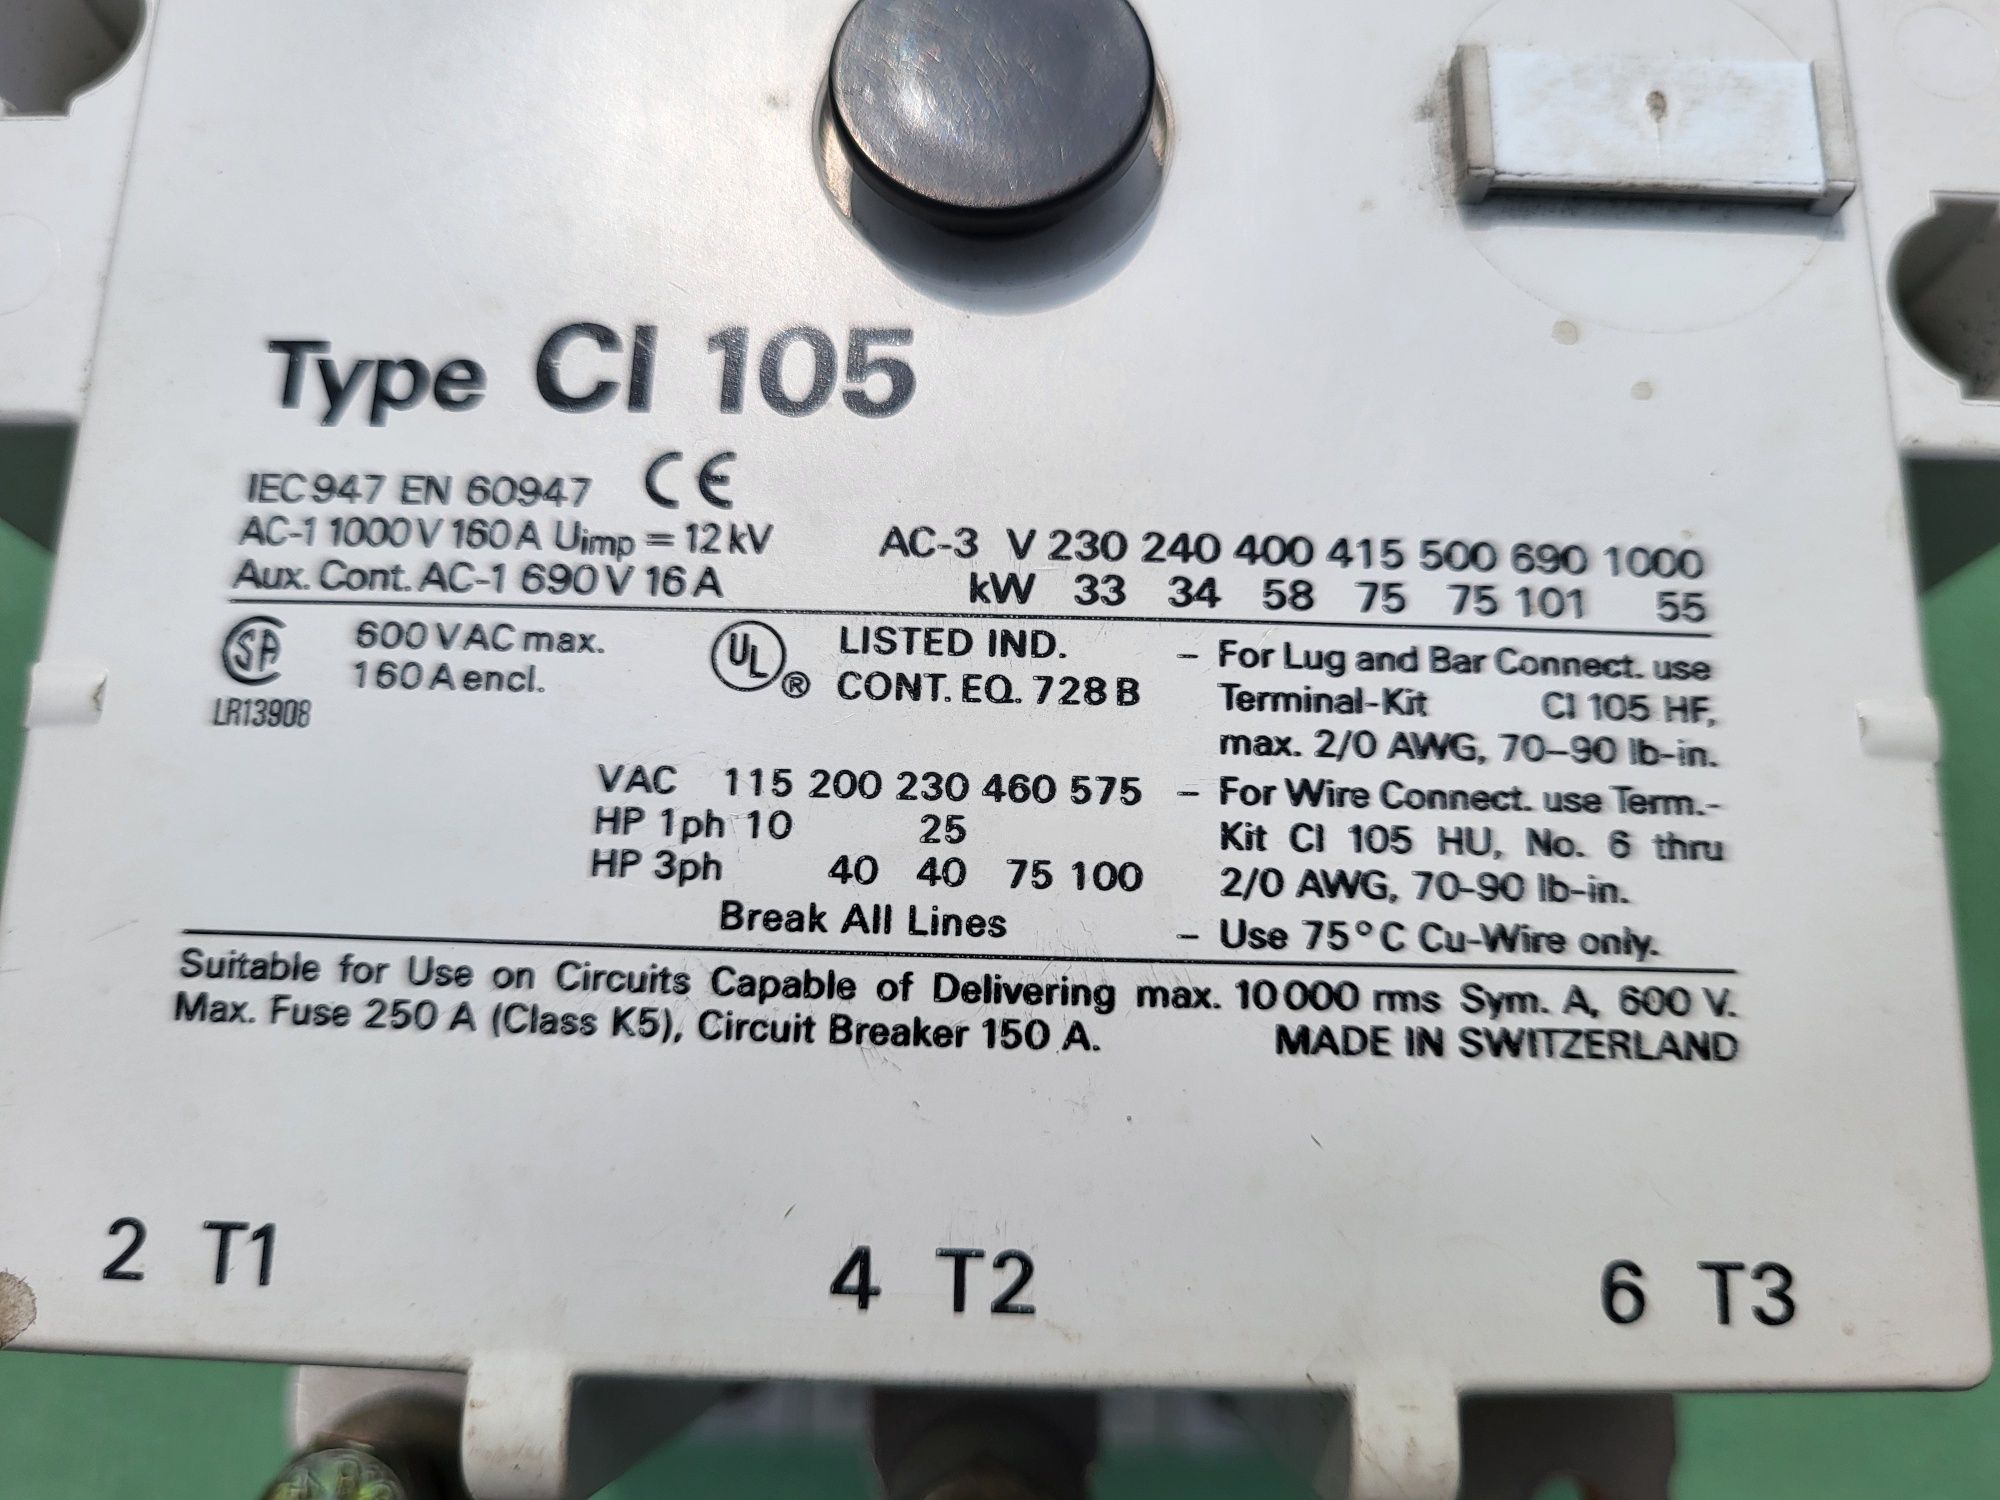 Type CI 105
IEC 947 EN 60947 CE
AC-1 1000 V 160 A Uimp = 12 kV
Aux. Cont. AC-1 690 V 16 A
AC-3 V 230 240 400 415 500 690 1000
kW 33 34 58 75 75 101 55
SA 600 V AC max.
160 A encl.
LR13908
UL ® LISTED IND.
CONT. EQ. 728 B
VAC 115 200 230 460 575
HP 1ph 10 25
HP 3ph 40 40 75 100
Break All Lines
– For Lug and Bar Connect. use
Terminal-Kit CI 105 HF,
max. 2/0 AWG, 70–90 lb-in.
– For Wire Connect. use Term.-
Kit CI 105 HU, No. 6 thru
2/0 AWG, 70-90 lb-in.
– Use 75°C Cu-Wire only.
Suitable for Use on Circuits Capable of Delivering max. 10 000 rms Sym. A, 600 V.
Max. Fuse 250 A (Class K5), Circuit Breaker 150 A.
MADE IN SWITZERLAND
2 T1
4 T2
6 T3